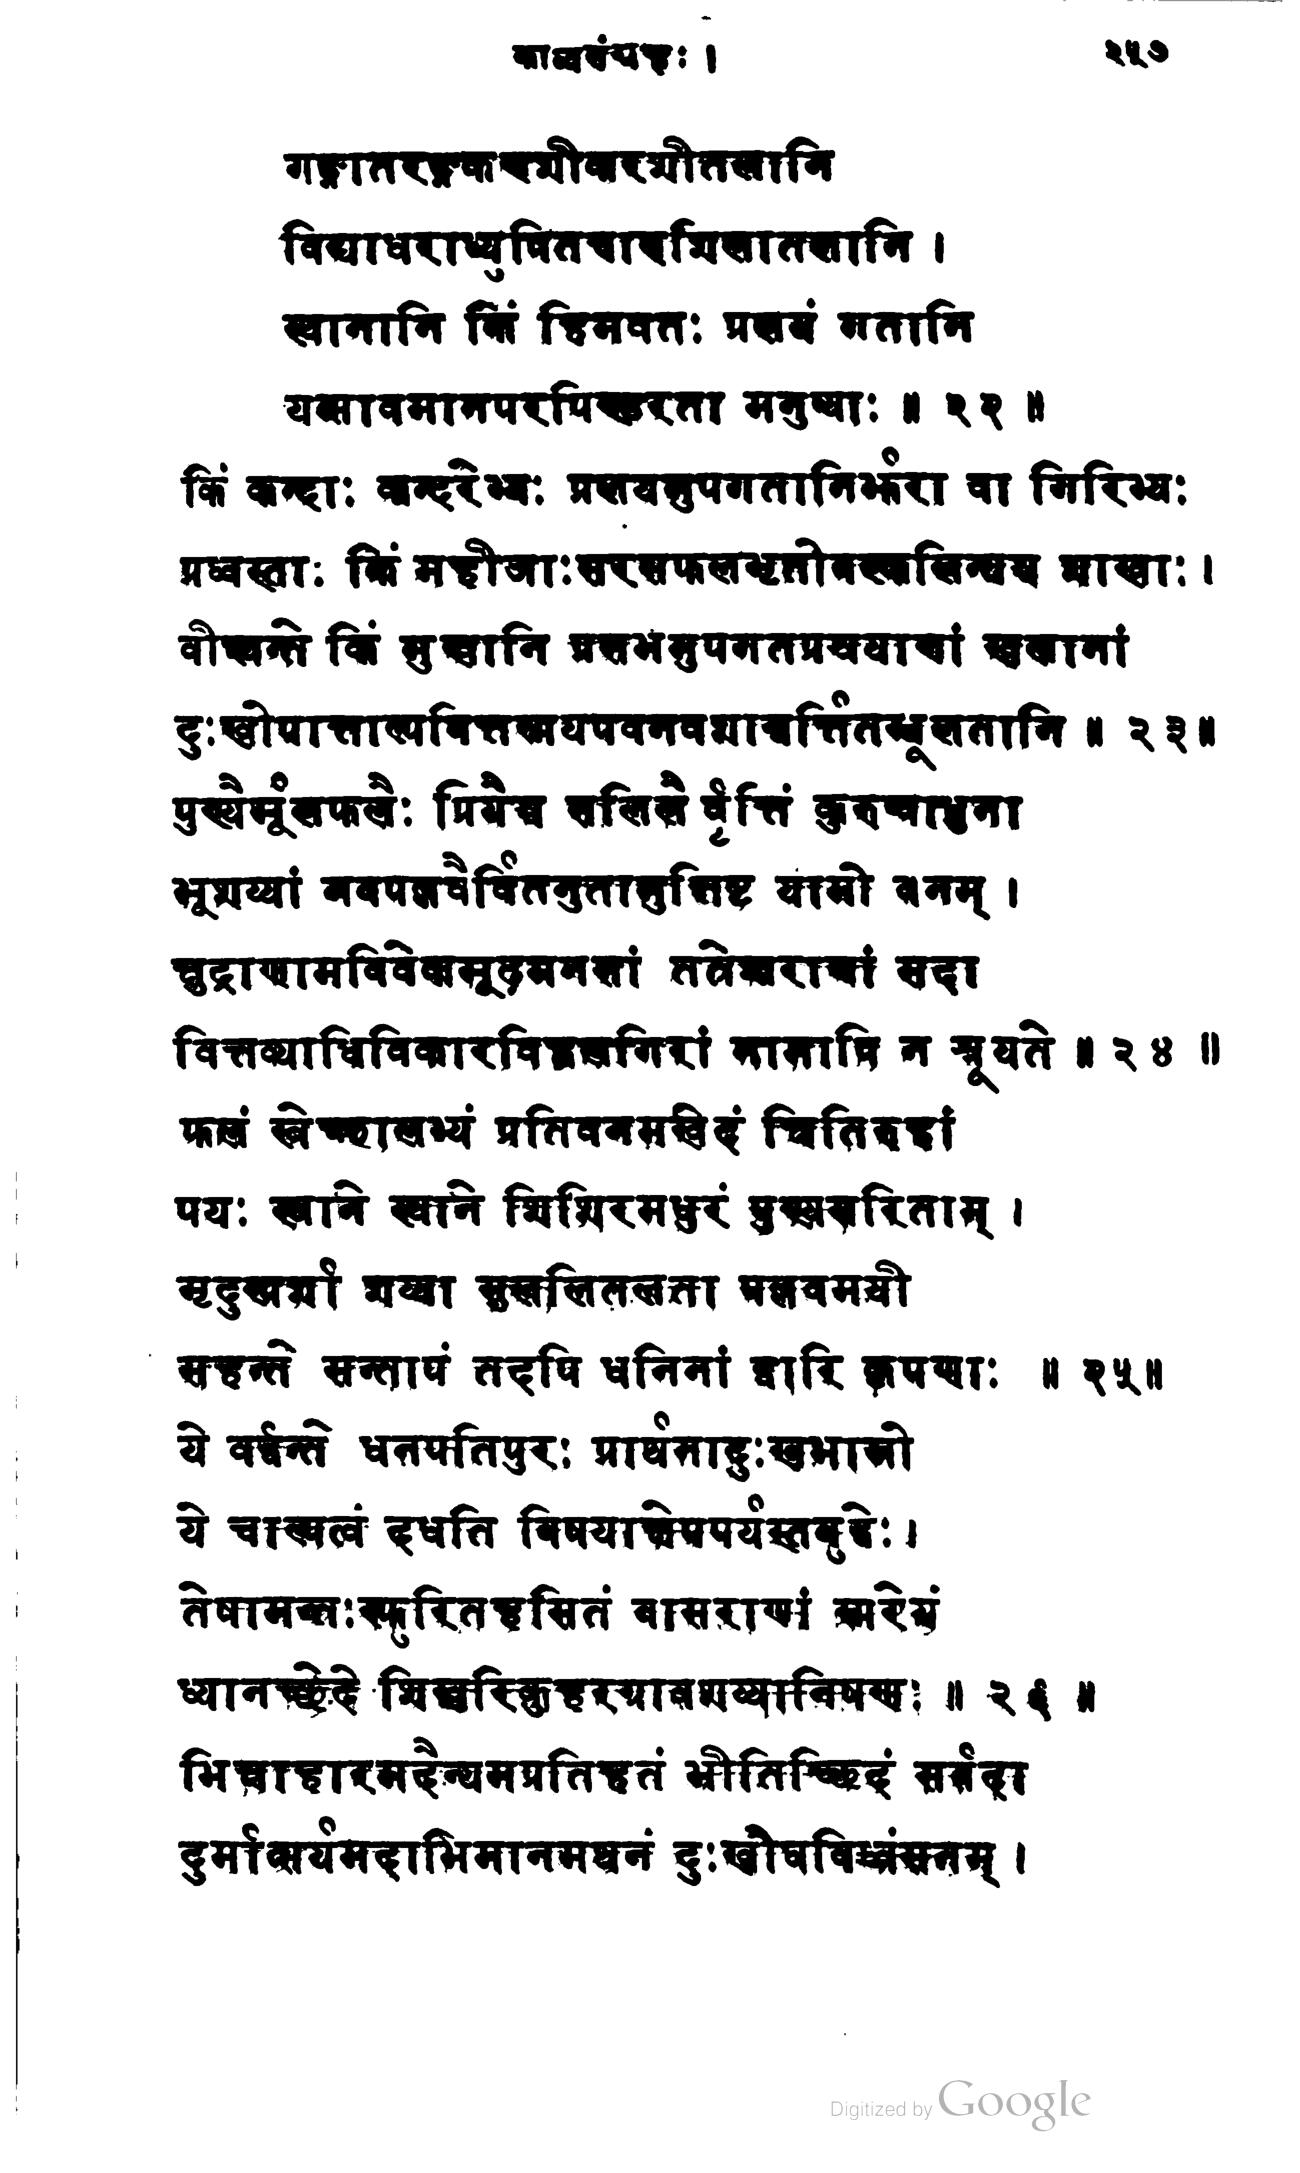 काव्यसंग्रहः । २५७
गङ्गातरङ्गकणशीकरशीतलानि
विद्याधराध्युषितचारुशिलातलानि ।
स्थानानि किं हिमवतः प्रलयं गतानि
यत्सावमानपरपिण्डरता मनुष्याः ॥ २२ ॥
किं कन्दाः कन्दरेभ्यः प्रलयमुपगतानिर्झरा वा गिरिभ्यः
प्रध्वस्ताः किं महीजाःसरसफलभृतोवल्कलिन्यश्च शाखाः ।
वीक्ष्यन्ते किं मुखानि प्रसभमुपगतप्रश्रयाणां खलानां
दुःखोपात्ताल्पवित्तस्मयपवनवशान्नर्त्तितभ्रूलतानि ॥ २३ ॥
पुण्यैर्मूलफलैः प्रियैश्च सलिलै र्वृत्तिं कुरुष्वाधुना
भूशय्यां नवपल्लवैर्वितनुतामुत्तिष्ट यामो वनम् ।
क्षुद्राणामविवेकमूढमनसां तत्रेश्वराणां सदा
वित्तव्याधिविकारविह्वलगिरां नामापि न श्रूयते ॥ २४ ॥
फलं स्वेच्छालभ्यं प्रतिवनमखेदं क्षितिरुहां
पयः स्थाने स्थाने शिशिरमधुरं पुण्यसरिताम् ।
मृदुस्पर्शा शय्या सुललितलता पल्लवमयी
सहन्ते सन्तापं तदपि धनिनां द्वारि कृपणाः ॥ २५ ॥
ये वर्द्धन्ते धनपतिपुरः प्रार्थनादुःखभाजो
ये चाल्पत्वं दधति विषयाक्षेपपर्यस्तबुद्धेः ।
तेषामन्तःस्फुरितहसितं वासराणां स्मरेयं
ध्यानच्छेदे शिखरिकुहरग्रावशय्यानिषण्णः ॥ २६ ॥
भिक्षाहारमदैन्यमप्रतिहतं भीतिच्छिदं सर्वदा
दुर्मात्सर्यमदाभिमानमथनं दुःखौघविध्वंसनम् ।
Digitized by Google